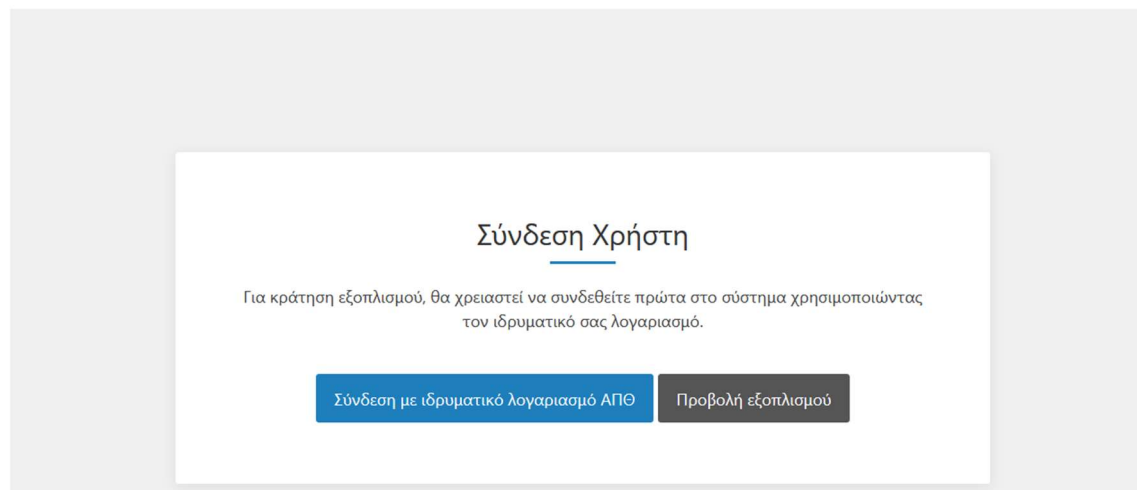 Σύνδεση Χρήστη
Για κράτηση εξοπλισμού, θα χρειαστεί να συνδεθείτε πρώτα στο σύστημα χρησιμοποιώντας
τον ιδρυματικό σας λογαριασμό.
Σύνδεση με ιδρυματικό λογαριασμό ΑΠΘ Προβολή εξοπλισμού